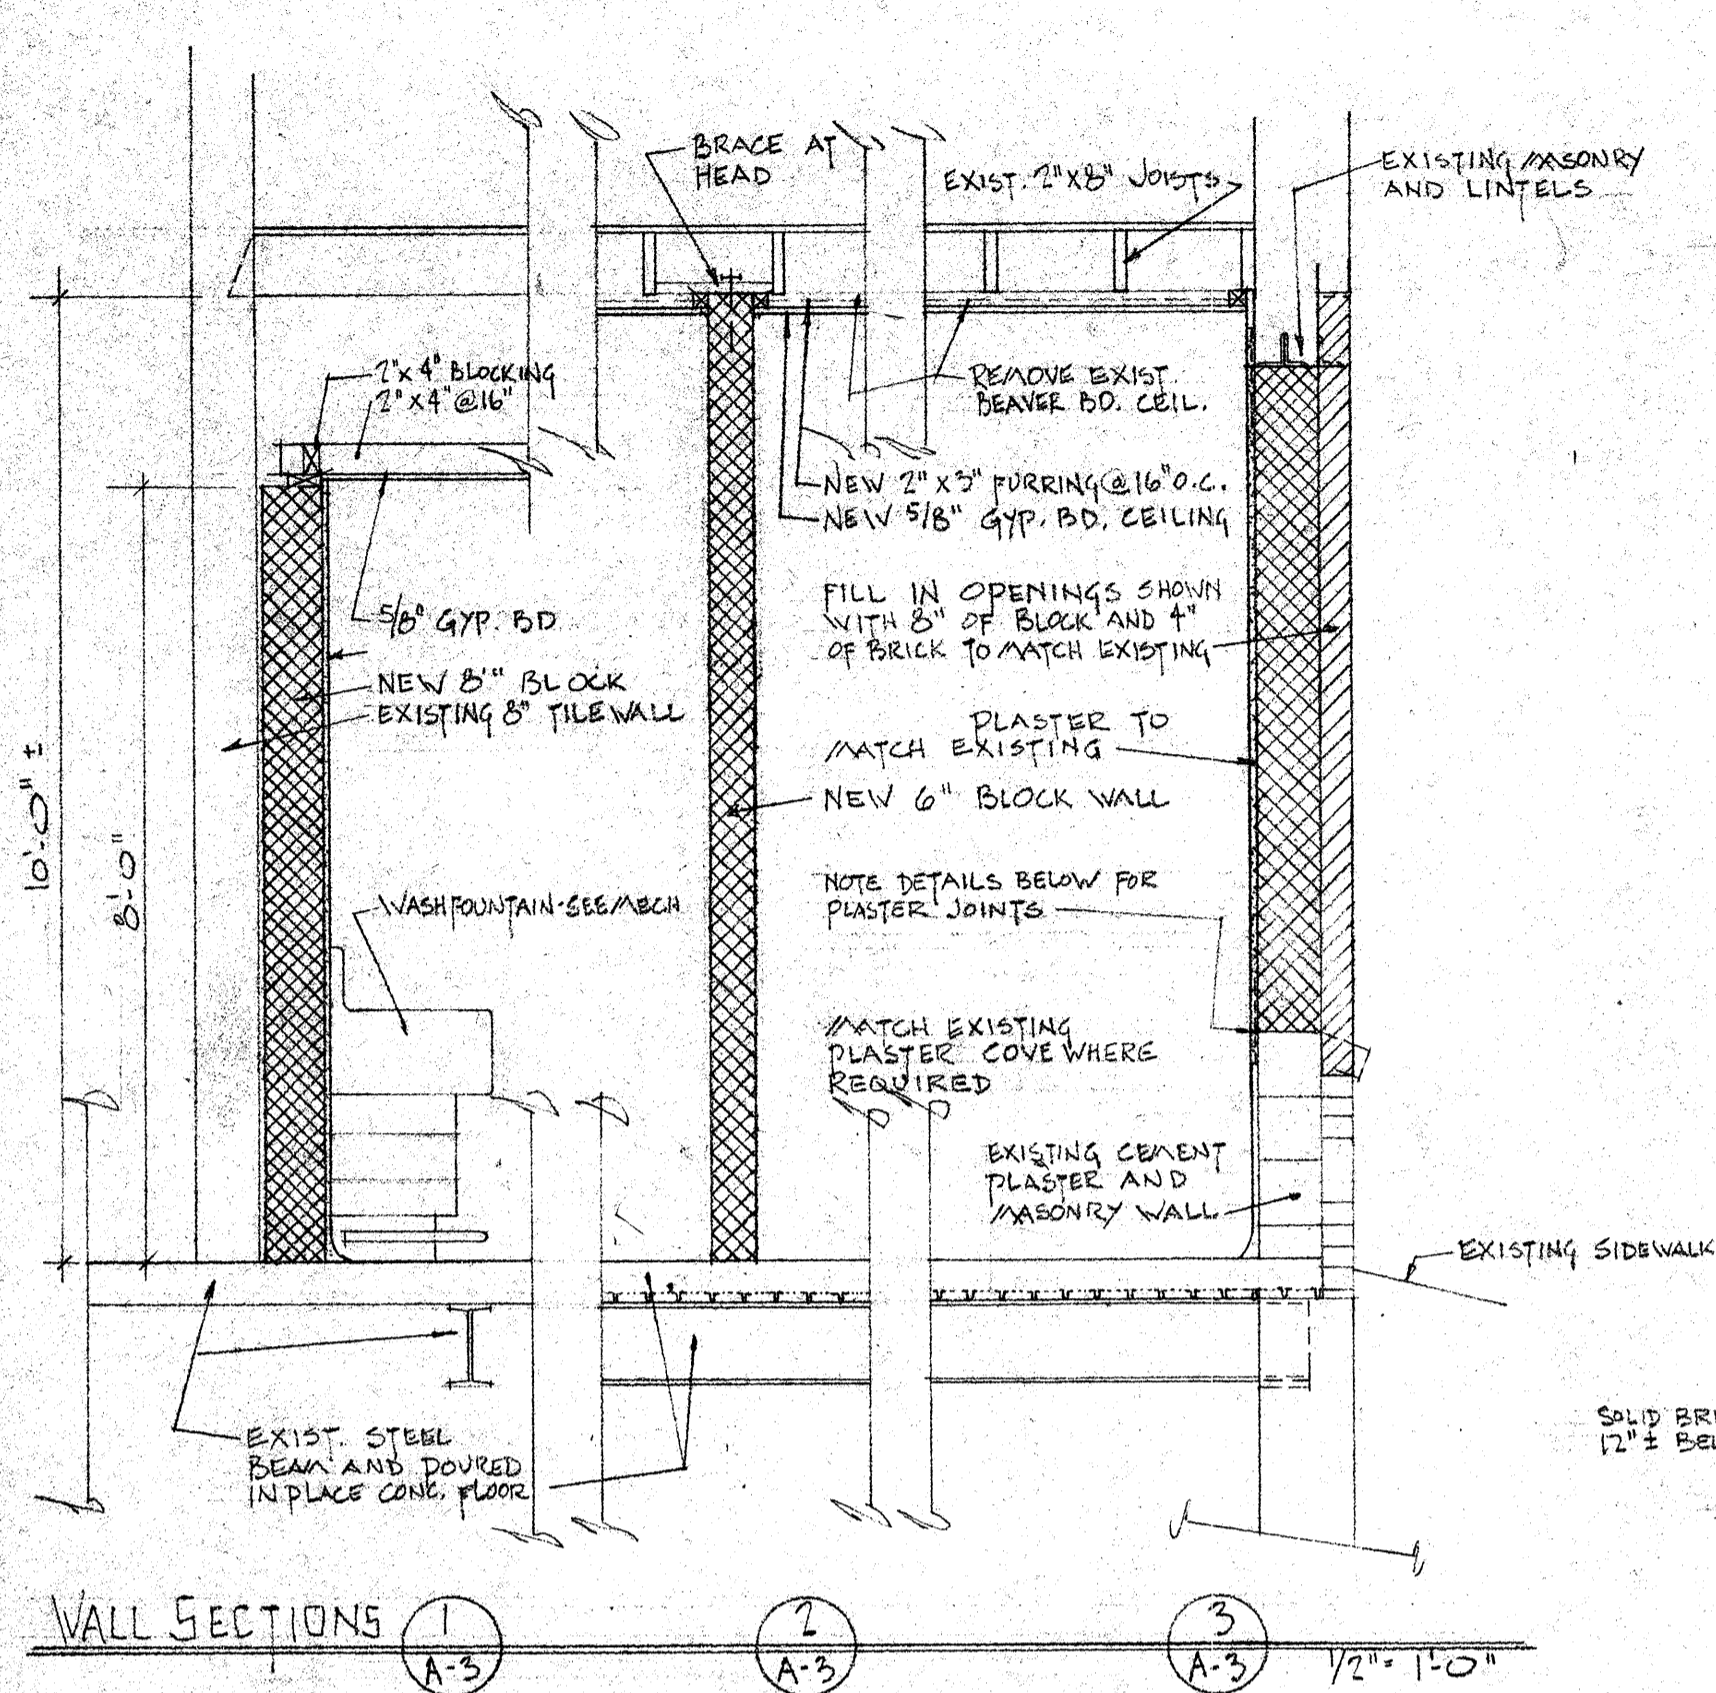 BRACE AT
HEAD
EXIST. 2"X8" JOISTS
EXISTING MASONRY
AND LINTELS
2"x4" BLOCKING
2"x4"@16"
REMOVE EXIST.
BEAVER BD. CEIL.
NEW 2"x3" FURRING@16"O.C.
NEW 5/8" GYP. BD. CEILING
5/8" GYP. BD
FILL IN OPENINGS SHOWN
WITH 8" OF BLOCK AND 4"
OF BRICK TO MATCH EXISTING
NEW 8'" BLOCK
EXISTING 8" TILE WALL
PLASTER TO
MATCH EXISTING
NEW 6" BLOCK WALL
10'-0" ±
8'-0"
WASHFOUNTAIN-SEE MECH
NOTE DETAILS BELOW FOR
PLASTER JOINTS
MATCH EXISTING
PLASTER COVE WHERE
REQUIRED
EXISTING CEMENT
PLASTER AND
MASONRY WALL
EXISTING SIDEWALK
EXIST. STEEL
BEAM AND POURED
IN PLACE CONC. FLOOR
SOLID BRI
12"± BEL
WALL SECTIONS
1
A-3
2
A-3
3
A-3
1/2"= 1'-0"